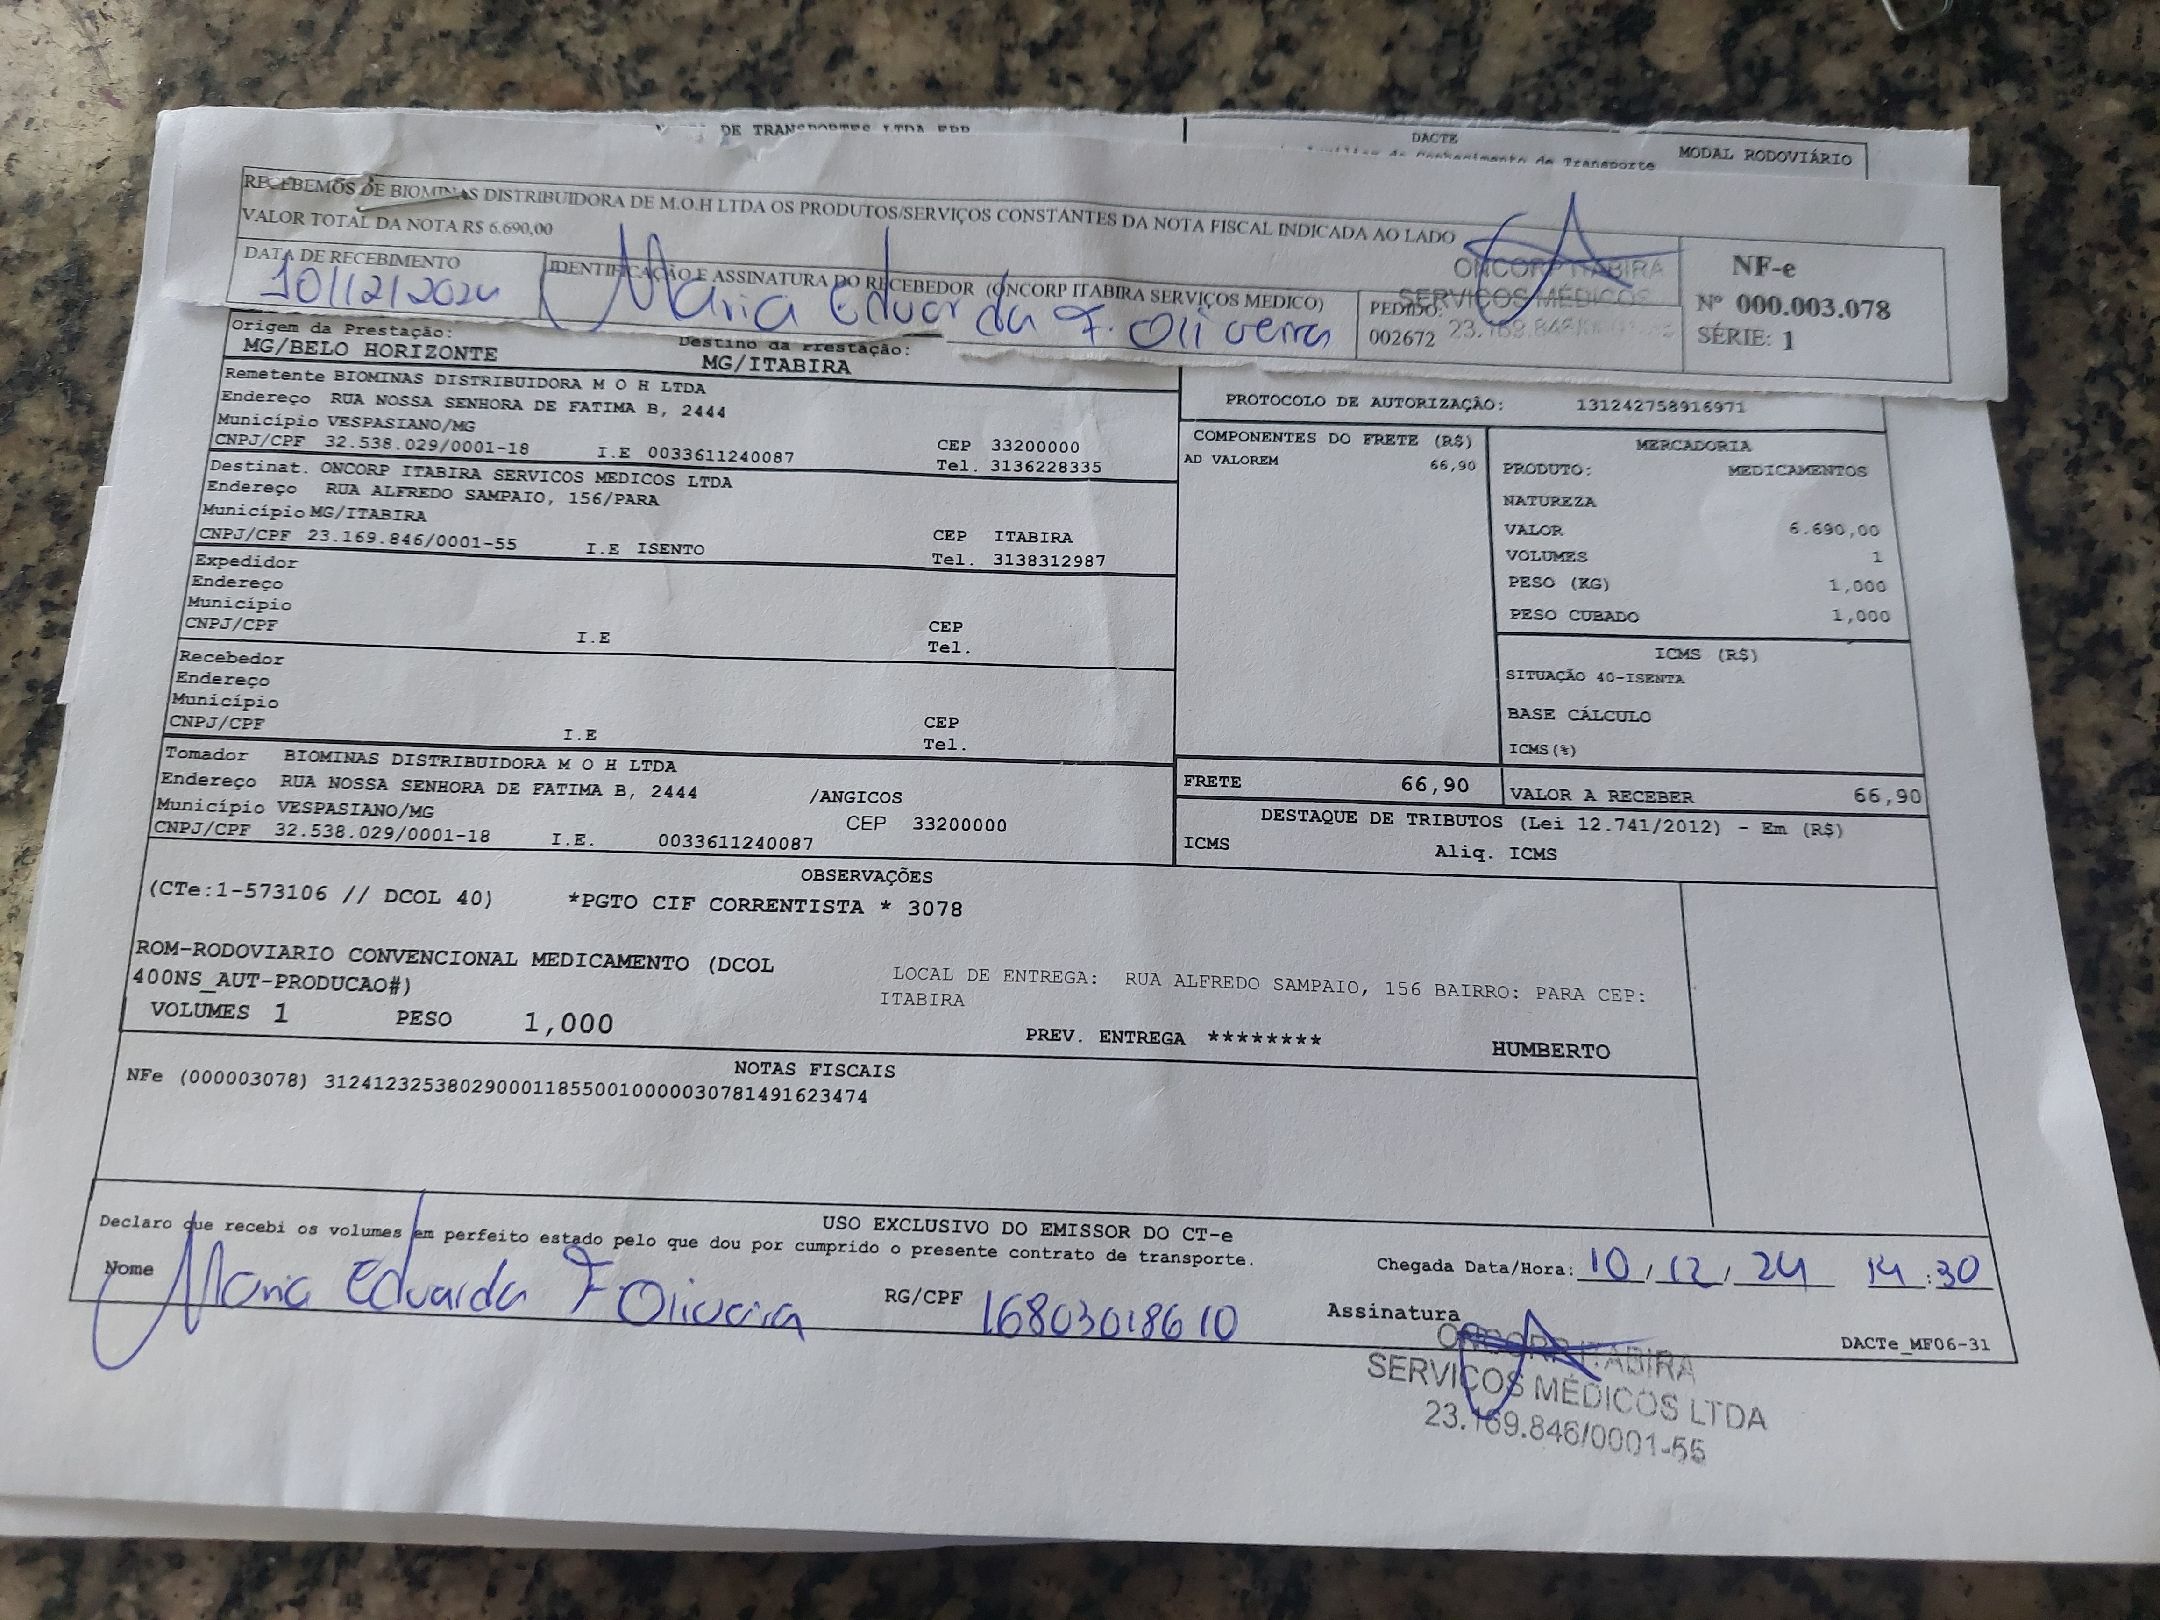 DE TRANSPORTES LTDA EPP
DACTE
MODAL RODOVIÁRIO
de Conhecimento de Transporte
RECEBEMOS DE BIOMINAS DISTRIBUIDORA DE M.O.H LTDA OS PRODUTOS/SERVIÇOS CONSTANTES DA NOTA FISCAL INDICADA AO LADO
VALOR TOTAL DA NOTA R$ 6.690,00
DATA DE RECEBIMENTO
10/12/2024
IDENTIFICAÇÃO E ASSINATURA DO RECEBEDOR (ONCORP ITABIRA SERVIÇOS MEDICO)
Maria Eduarda F. Oliveira
PEDIDO:
002672
ONCORP ITABIRA
SERVIÇOS MÉDICOS
NF-e
Nº 000.003.078
SÉRIE: 1
Origem da Prestação:
MG/BELO HORIZONTE
Destino da Prestação:
MG/ITABIRA
Remetente BIOMINAS DISTRIBUIDORA M O H LTDA
Endereço RUA NOSSA SENHORA DE FATIMA B, 2444
Município VESPASIANO/MG
CNPJ/CPF 32.538.029/0001-18 I.E 0033611240087
CEP 33200000
Tel. 3136228335
Destinat. ONCORP ITABIRA SERVICOS MEDICOS LTDA
Endereço RUA ALFREDO SAMPAIO, 156/PARA
Município MG/ITABIRA
CNPJ/CPF 23.169.846/0001-55 I.E ISENTO
CEP ITABIRA
Tel. 3138312987
Expedidor
Endereço
Município
CNPJ/CPF I.E
CEP
Tel.
Recebedor
Endereço
Município
CNPJ/CPF I.E
CEP
Tel.
Tomador BIOMINAS DISTRIBUIDORA M O H LTDA
Endereço RUA NOSSA SENHORA DE FATIMA B, 2444 /ANGICOS
Município VESPASIANO/MG CEP 33200000
CNPJ/CPF 32.538.029/0001-18 I.E. 0033611240087
PROTOCOLO DE AUTORIZAÇÃO: 131242758916971
COMPONENTES DO FRETE (R$)
AD VALOREM 66,90
MERCADORIA
PRODUTO: MEDICAMENTOS
NATUREZA
VALOR 6.690,00
VOLUMES 1
PESO (KG) 1,000
PESO CUBADO 1,000
ICMS (R$)
SITUAÇÃO 40-ISENTA
BASE CÁLCULO
ICMS(%)
FRETE 66,90
VALOR A RECEBER 66,90
DESTAQUE DE TRIBUTOS (Lei 12.741/2012) - Em (R$)
ICMS Aliq. ICMS
OBSERVAÇÕES
(CTe:1-573106 // DCOL 40) *PGTO CIF CORRENTISTA * 3078
ROM-RODOVIARIO CONVENCIONAL MEDICAMENTO (DCOL
400NS_AUT-PRODUCAO#)
LOCAL DE ENTREGA: RUA ALFREDO SAMPAIO, 156 BAIRRO: PARA CEP:
ITABIRA
VOLUMES 1 PESO 1,000
PREV. ENTREGA ******** HUMBERTO
NOTAS FISCAIS
NFe (000003078) 31241232538029000118550010000030781491623474
USO EXCLUSIVO DO EMISSOR DO CT-e
Declaro que recebi os volumes em perfeito estado pelo que dou por cumprido o presente contrato de transporte.
Nome Maria Eduarda F Oliveira
RG/CPF 16803018610
Chegada Data/Hora: 10/12/24 14:30
Assinatura
DACTe_MF06-31
ONCORP ITABIRA
SERVIÇOS MÉDICOS LTDA
23.169.846/0001-55